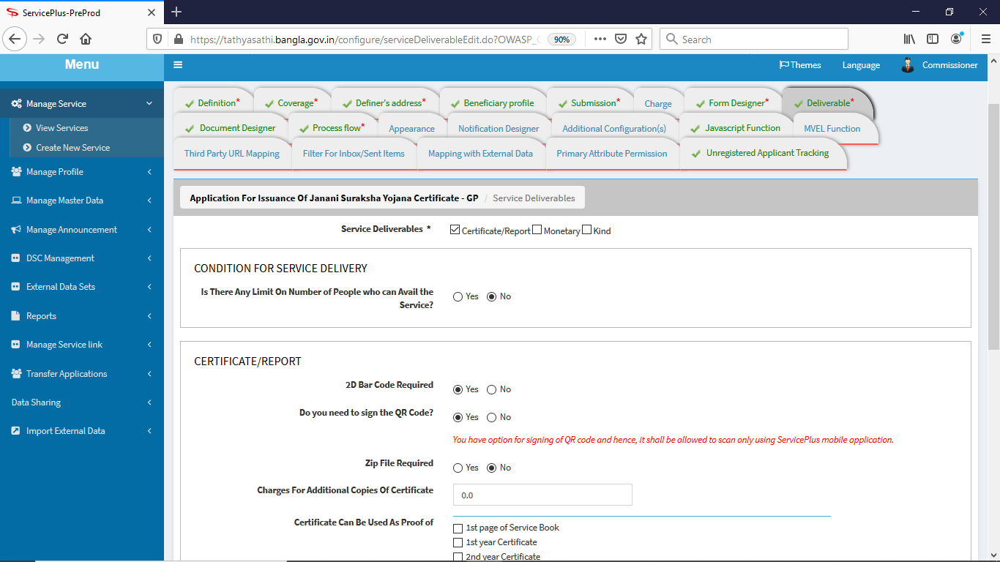 ServicePlus-PreProd
https://tathyasathi.bangla.gov.in/configure/serviceDeliverableEdit.do?OWASP_
90%
Search
Menu
Themes
Language
Commissioner
Manage Service
View Services
Create New Service
Manage Profile
Manage Master Data
Manage Announcement
DSC Management
External Data Sets
Reports
Manage Service link
Transfer Applications
Data Sharing
Import External Data
Definition*
Coverage*
Definer's address*
Beneficiary profile
Submission*
Charge
Form Designer*
Deliverable*
Document Designer
Process flow*
Appearance
Notification Designer
Additional Configuration(s)
Javascript Function
MVEL Function
Third Party URL Mapping
Filter For Inbox/Sent Items
Mapping with External Data
Primary Attribute Permission
Unregistered Applicant Tracking
Application For Issuance Of Janani Suraksha Yojana Certificate - GP / Service Deliverables
Service Deliverables * Certificate/Report Monetary Kind
CONDITION FOR SERVICE DELIVERY
Is There Any Limit On Number of People who can Avail the
Service?
Yes No
CERTIFICATE/REPORT
2D Bar Code Required Yes No
Do you need to sign the QR Code? Yes No
You have option for signing of QR code and hence, it shall be allowed to scan only using ServicePlus mobile application.
Zip File Required Yes No
Charges For Additional Copies Of Certificate 0.0
Certificate Can Be Used As Proof of
1st page of Service Book
1st year Certificate
2nd year Certificate